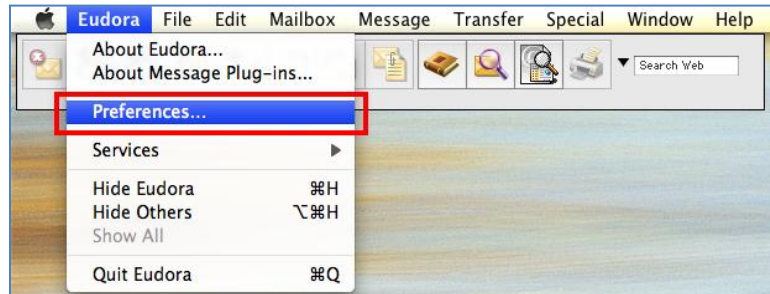 Eudora File Edit Mailbox Message Transfer Special Window Help
About Eudora...
About Message Plug-ins...
▼ Search Web
Preferences...
Services ▶
Hide Eudora ⌘H
Hide Others ⌥⌘H
Show All
Quit Eudora ⌘Q